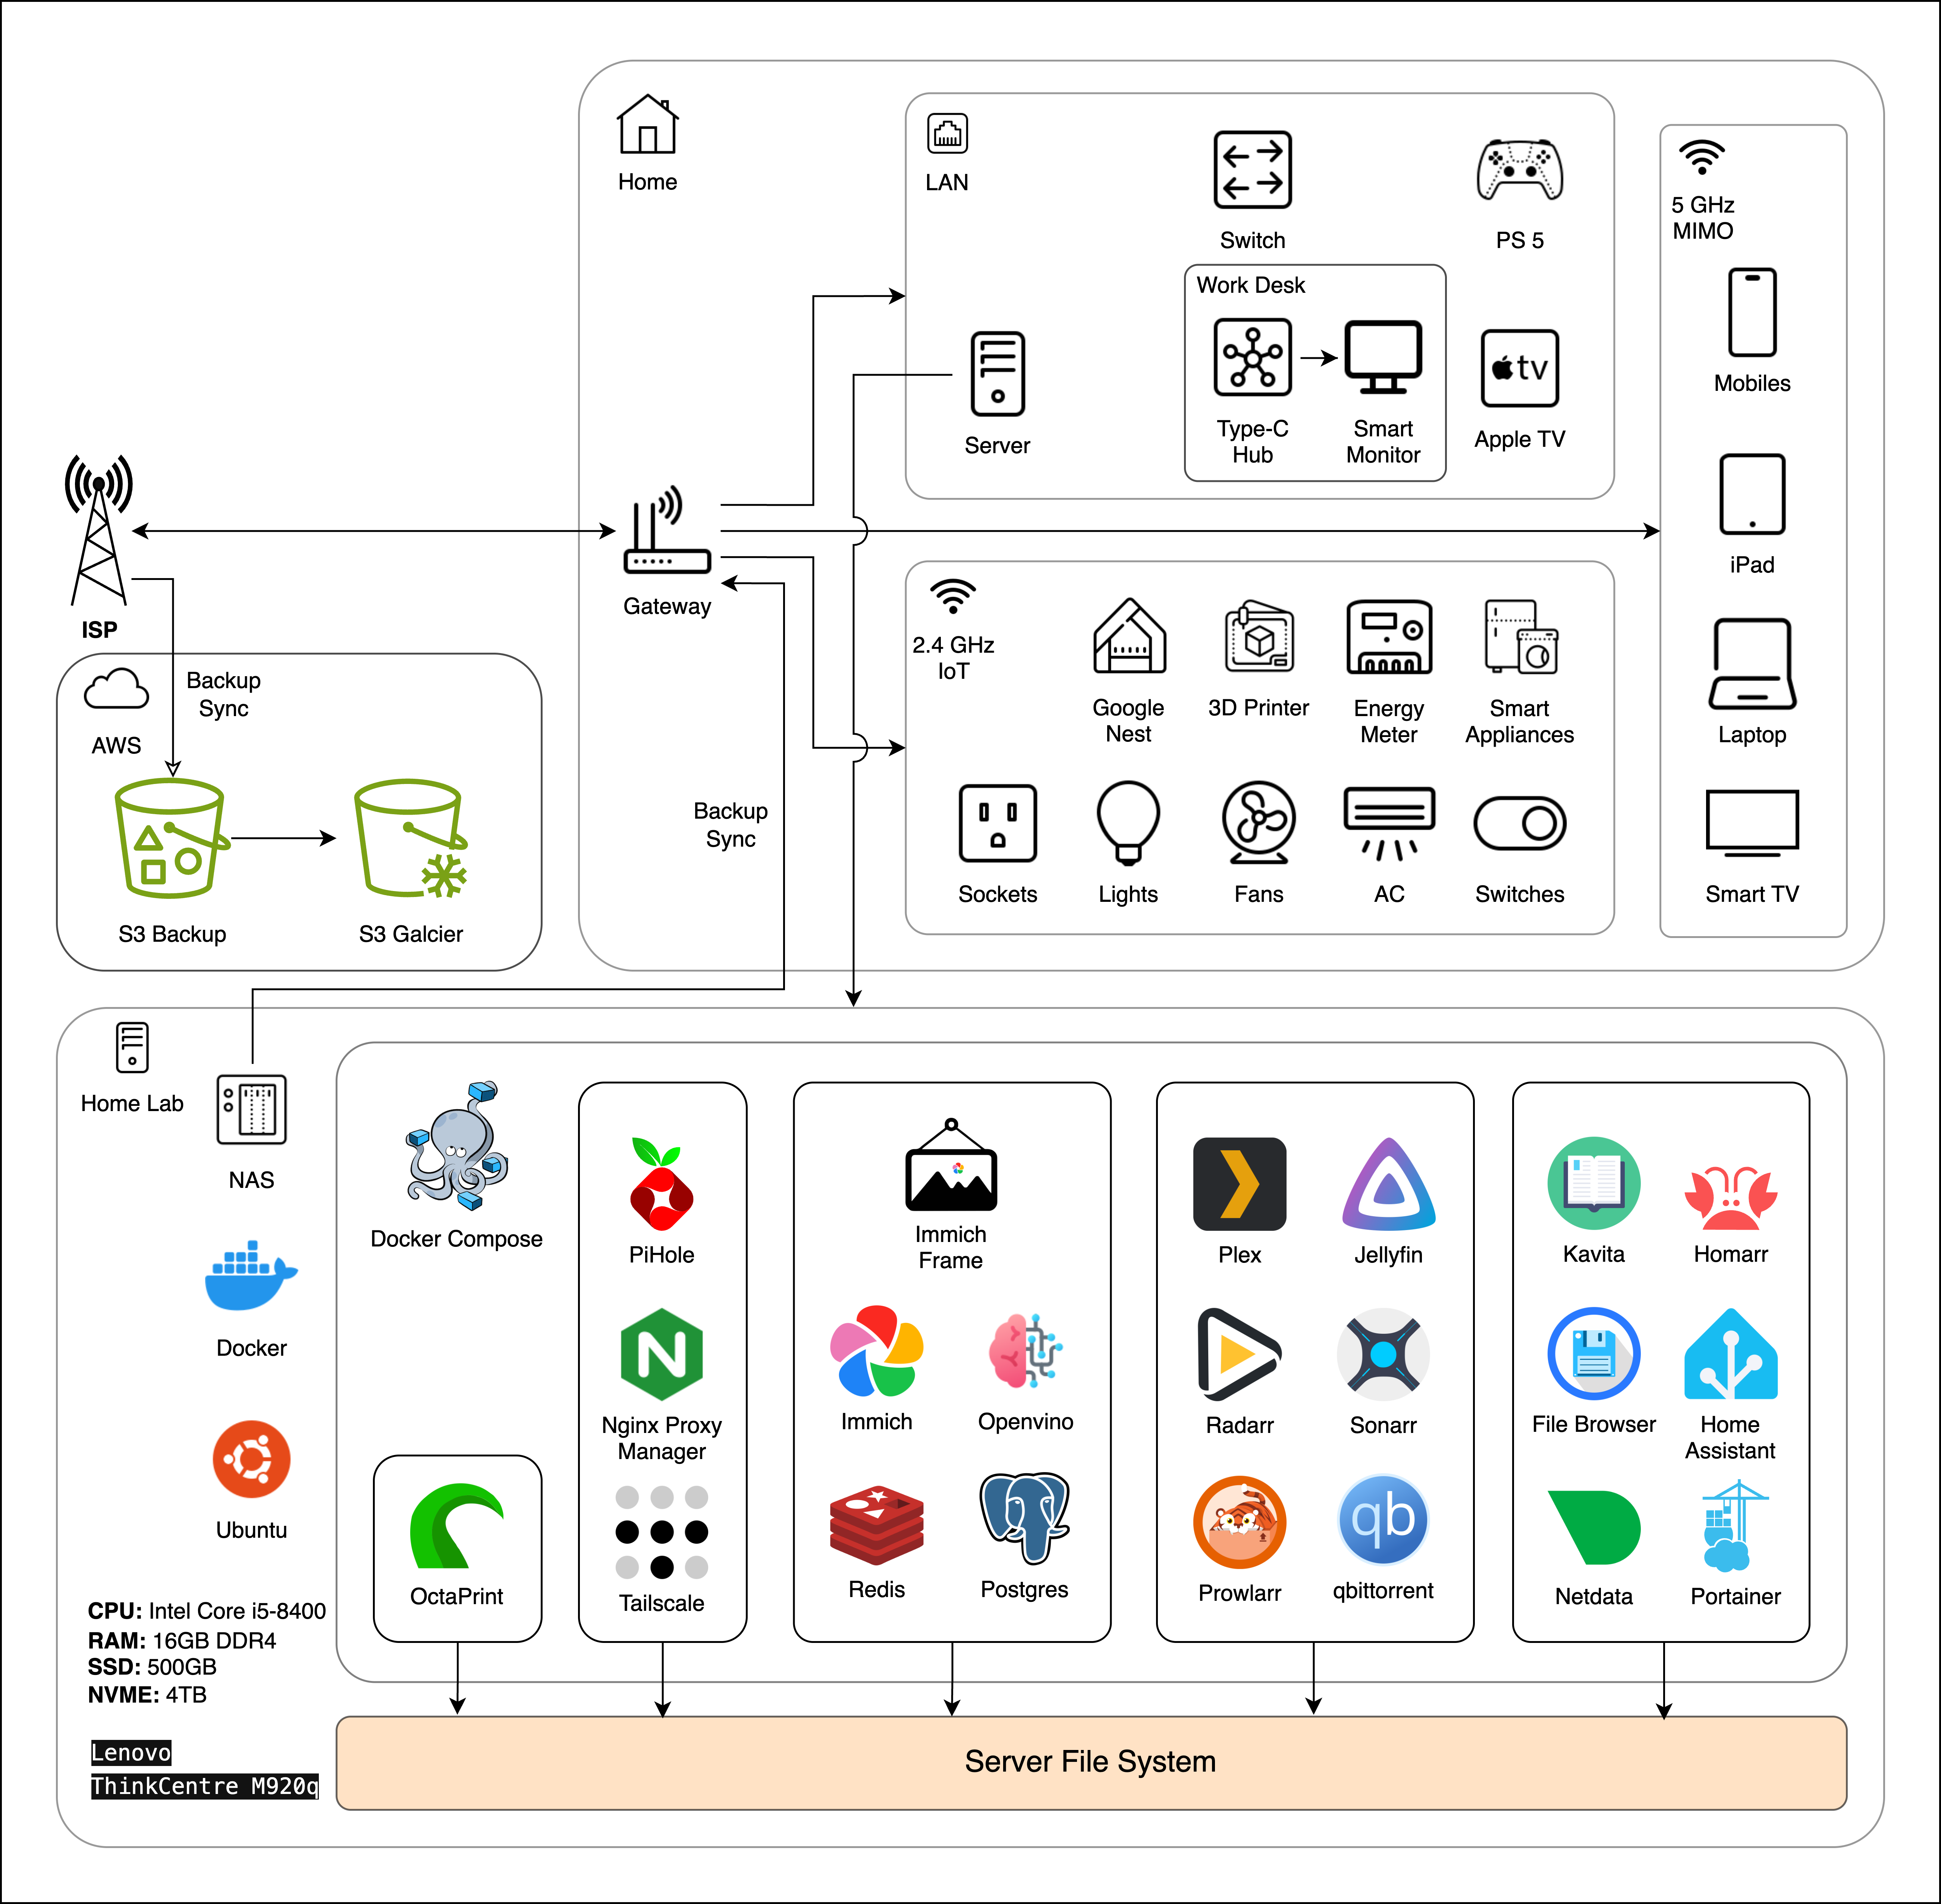 Home
LAN
Switch
PS 5
5 GHz
MIMO
Work Desk
Mobiles
Server
Type-C
Hub
Smart
Monitor
tv
Apple TV
iPad
ISP
Gateway
2.4 GHz
IoT
Google
Nest
3D Printer
Energy
Meter
Smart
Appliances
Laptop
AWS
Backup
Sync
Backup
Sync
Sockets
Lights
Fans
AC
Switches
Smart TV
S3 Backup
S3 Galcier
Home Lab
NAS
Docker
Ubuntu
CPU: Intel Core i5-8400
RAM: 16GB DDR4
SSD: 500GB
NVME: 4TB
Lenovo
ThinkCentre M920q
Docker Compose
OctaPrint
PiHole
N
Nginx Proxy
Manager
Tailscale
Immich
Frame
Immich
Openvino
Redis
Postgres
Plex
Jellyfin
Radarr
Sonarr
Prowlarr
qb
qbittorrent
Kavita
Homarr
File Browser
Home
Assistant
Netdata
Portainer
Server File System